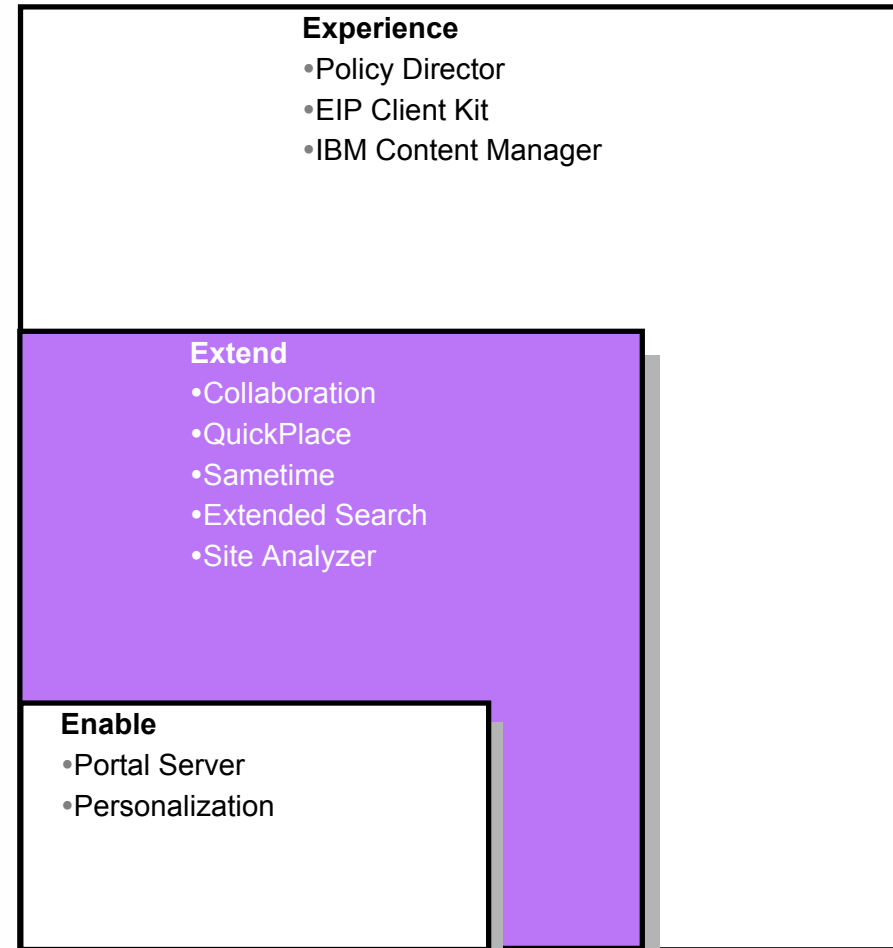 Experience
•Policy Director
•EIP Client Kit
•IBM Content Manager
Extend
•Collaboration
•QuickPlace
•Sametime
•Extended Search
•Site Analyzer
Enable
•Portal Server
•Personalization